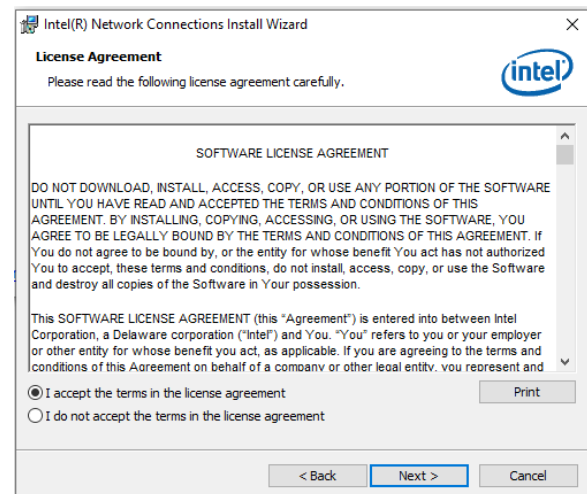 Intel(R) Network Connections Install Wizard
License Agreement
Please read the following license agreement carefully.
intel
SOFTWARE LICENSE AGREEMENT
DO NOT DOWNLOAD, INSTALL, ACCESS, COPY, OR USE ANY PORTION OF THE SOFTWARE
UNTIL YOU HAVE READ AND ACCEPTED THE TERMS AND CONDITIONS OF THIS
AGREEMENT. BY INSTALLING, COPYING, ACCESSING, OR USING THE SOFTWARE, YOU
AGREE TO BE LEGALLY BOUND BY THE TERMS AND CONDITIONS OF THIS AGREEMENT. If
You do not agree to be bound by, or the entity for whose benefit You act has not authorized
You to accept, these terms and conditions, do not install, access, copy, or use the Software
and destroy all copies of the Software in Your possession.
This SOFTWARE LICENSE AGREEMENT (this “Agreement”) is entered into between Intel
Corporation, a Delaware corporation (“Intel”) and You. “You” refers to you or your employer
or other entity for whose benefit you act, as applicable. If you are agreeing to the terms and
conditions of this Agreement on behalf of a company or other legal entity, you represent and
I accept the terms in the license agreement
Print
I do not accept the terms in the license agreement
< Back
Next >
Cancel